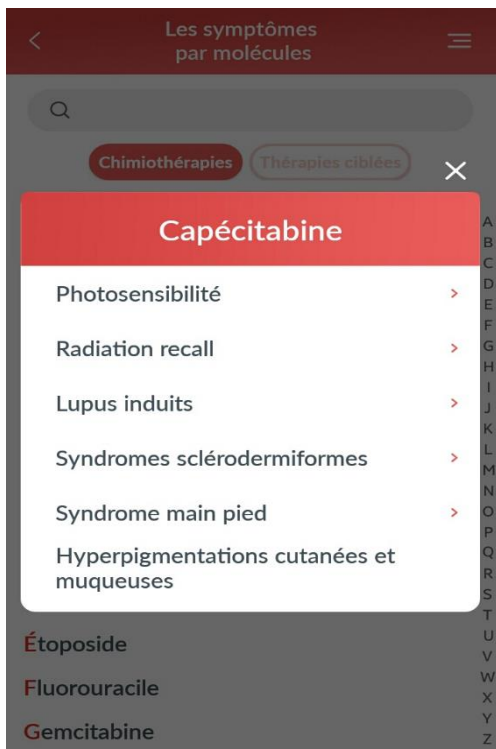 Les symptômes
par molécules
Chimiothérapies
Thérapies ciblées
Capécitabine
Photosensibilité
Radiation recall
Lupus induits
Syndromes sclérodermiformes
Syndrome main pied
Hyperpigmentations cutanées et
muqueuses
Étoposide
Fluorouracile
Gemcitabine
A
B
C
D
E
F
G
H
I
J
K
L
M
N
O
P
Q
R
S
T
U
V
W
X
Y
Z